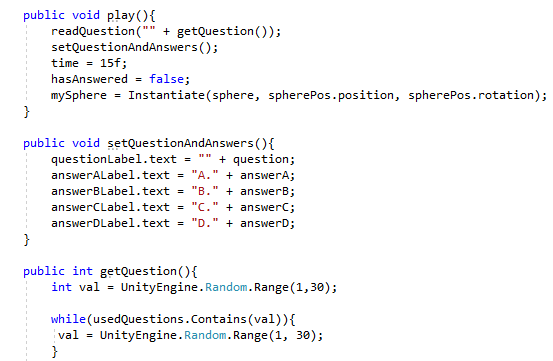 public void play(){
readQuestion("" + getQuestion());
setQuestionAndAnswers();
time = 15f;
hasAnswered = false;
mySphere = Instantiate(sphere, spherePos.position, spherePos.rotation);
}
public void setQuestionAndAnswers(){
questionLabel.text = "" + question;
answerALabel.text = "A." + answerA;
answerBLabel.text = "B." + answerB;
answerCLabel.text = "C." + answerC;
answerDLabel.text = "D." + answerD;
}
public int getQuestion(){
int val = UnityEngine.Random.Range(1,30);
while(usedQuestions.Contains(val)){
val = UnityEngine.Random.Range(1, 30);
}